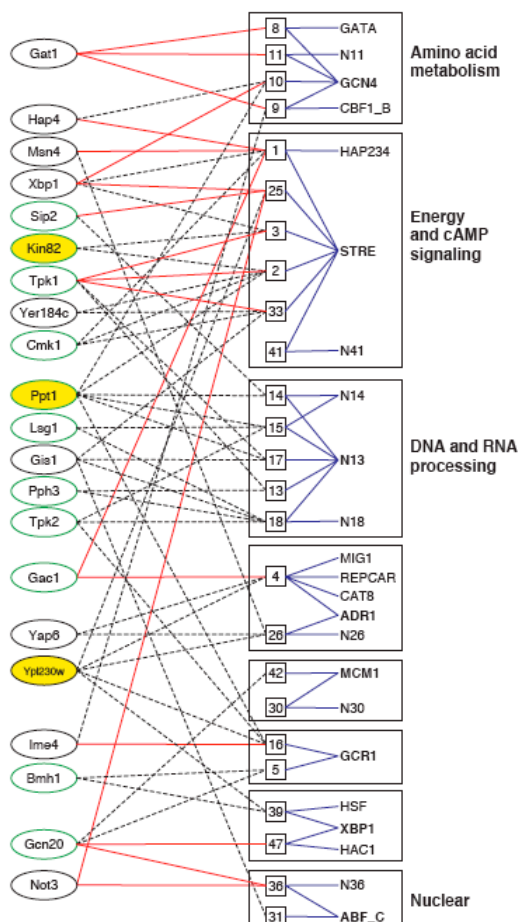 Gat1
Hap4
Msn4
Xbp1
Sip2
Kin82
Tpk1
Yer184c
Cmk1
Ppt1
Lsg1
Gis1
Pph3
Tpk2
Gac1
Yap6
Ypl230w
Ime4
Bmh1
Gcn20
Not3
8 GATA
11 N11
10 GCN4
9 CBF1_B
Amino acid
metabolism
1 HAP234
25
3 STRE
2
33
41 N41
Energy
and cAMP
signaling
14 N14
15
17 N13
13
18 N18
DNA and RNA
processing
MIG1
4 REPCAR
CAT8
ADR1
26 N26
42 MCM1
30 N30
16
GCR1
5
39 HSF
XBP1
47 HAC1
36 N36
31 ABF_C
Nuclear